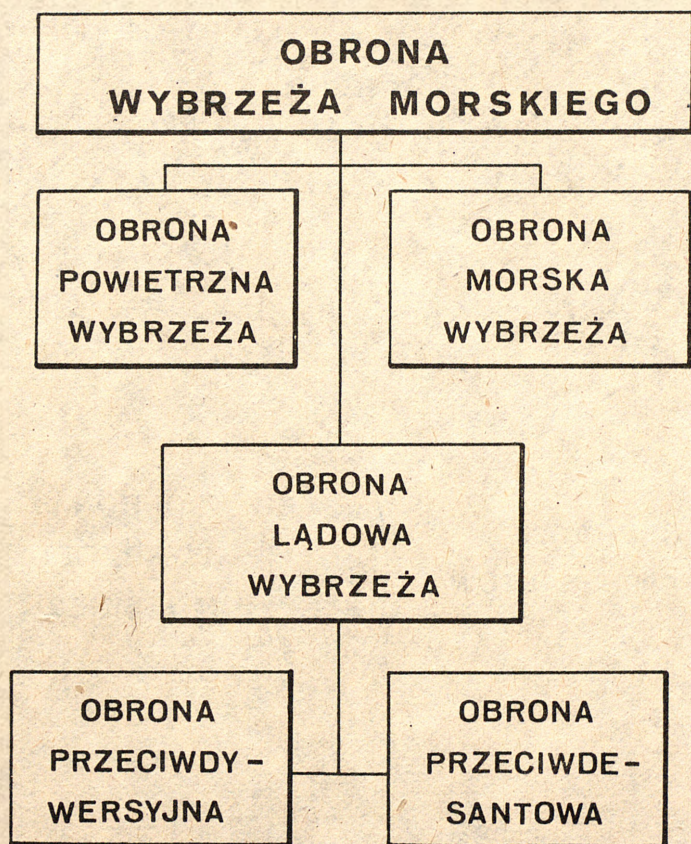 OBRONA
WYBRZEŻA MORSKIEGO
OBRONA
POWIETRZNA
WYBRZEŻA
OBRONA
MORSKA
WYBRZEŻA
OBRONA
LĄDOWA
WYBRZEŻA
OBRONA
PRZECIWDY-
WERSYJNA
OBRONA
PRZECIWDE-
SANTOWA